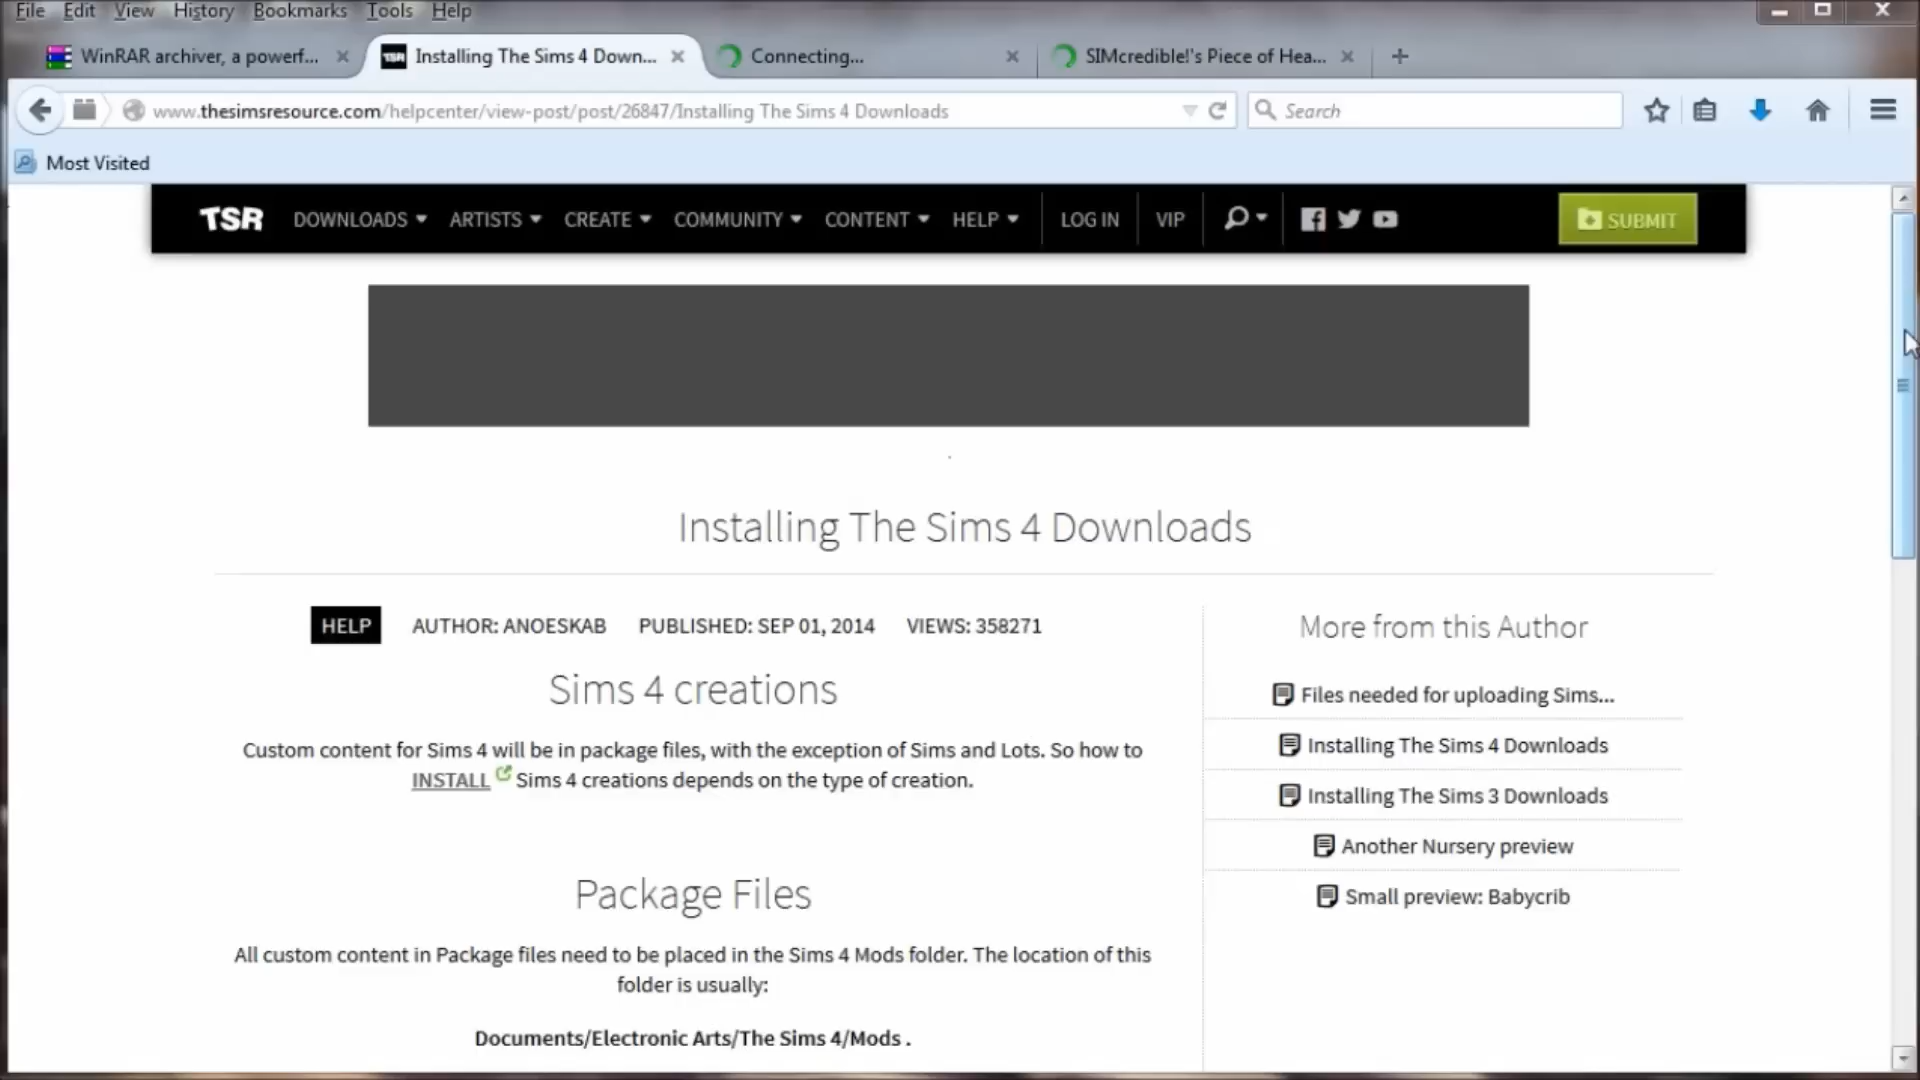 File Edit View History Bookmarks Tools Help
WinRAR archiver, a powerf... Installing The Sims 4 Down... Connecting... SIMcredible!'s Piece of Hea...
www.thesimsresource.com/helpcenter/view-post/post/26847/Installing The Sims 4 Downloads Search
Most Visited
TSR DOWNLOADS ARTISTS CREATE COMMUNITY CONTENT HELP LOG IN VIP SUBMIT
Installing The Sims 4 Downloads
HELP AUTHOR: ANOESKAB PUBLISHED: SEP 01, 2014 VIEWS: 358271
Sims 4 creations
Custom content for Sims 4 will be in package files, with the exception of Sims and Lots. So how to
INSTALL Sims 4 creations depends on the type of creation.
Package Files
All custom content in Package files need to be placed in the Sims 4 Mods folder. The location of this
folder is usually:
Documents/Electronic Arts/The Sims 4/Mods .
More from this Author
Files needed for uploading Sims...
Installing The Sims 4 Downloads
Installing The Sims 3 Downloads
Another Nursery preview
Small preview: Babycrib